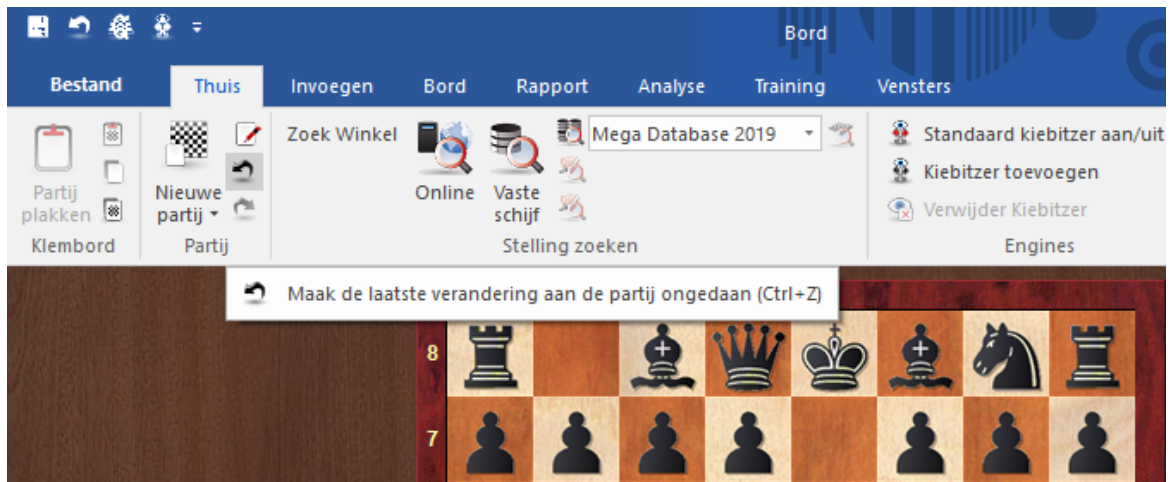 Bord
Bestand Thuis Invoegen Bord Rapport Analyse Training Vensters
Partij plakken
Klembord
Nieuwe partij
Partij
Zoek Winkel
Online
Vaste schijf
Mega Database 2019
Stelling zoeken
Standaard kiebitzer aan/uit
Kiebitzer toevoegen
Verwijder Kiebitzer
Engines
Maak de laatste verandering aan de partij ongedaan (Ctrl+Z)
8
7